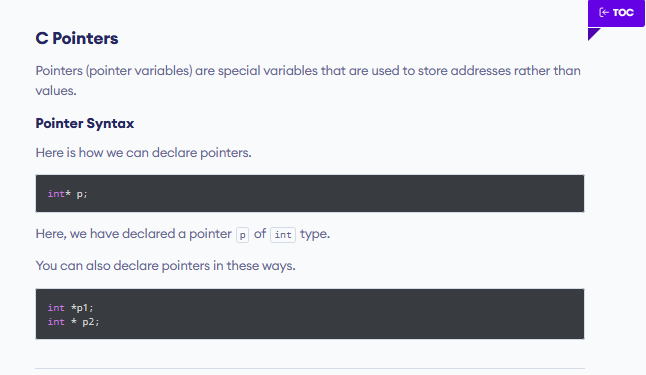 TOC
C Pointers
Pointers (pointer variables) are special variables that are used to store addresses rather than
values.
Pointer Syntax
Here is how we can declare pointers.
int* p;
Here, we have declared a pointer p of int type.
You can also declare pointers in these ways.
int *p1;
int * p2;